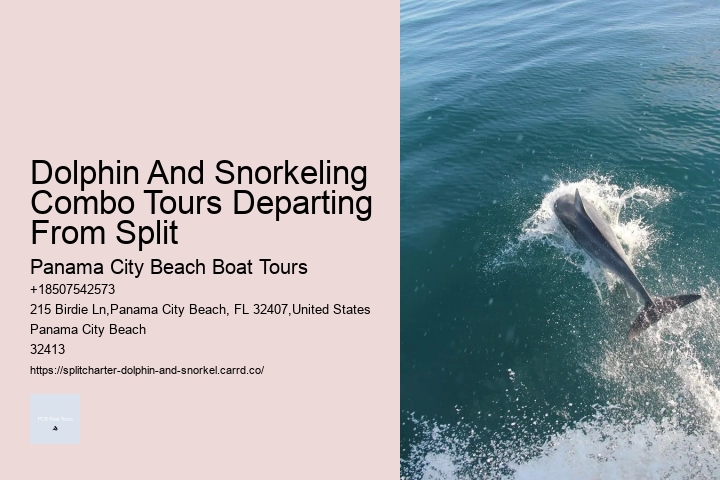 Dolphin And Snorkeling
Combo Tours Departing
From Split
Panama City Beach Boat Tours
+18507542573
215 Birdie Ln,Panama City Beach, FL 32407,United States
Panama City Beach
32413
https://splitcharter-dolphin-and-snorkel.carrd.co/